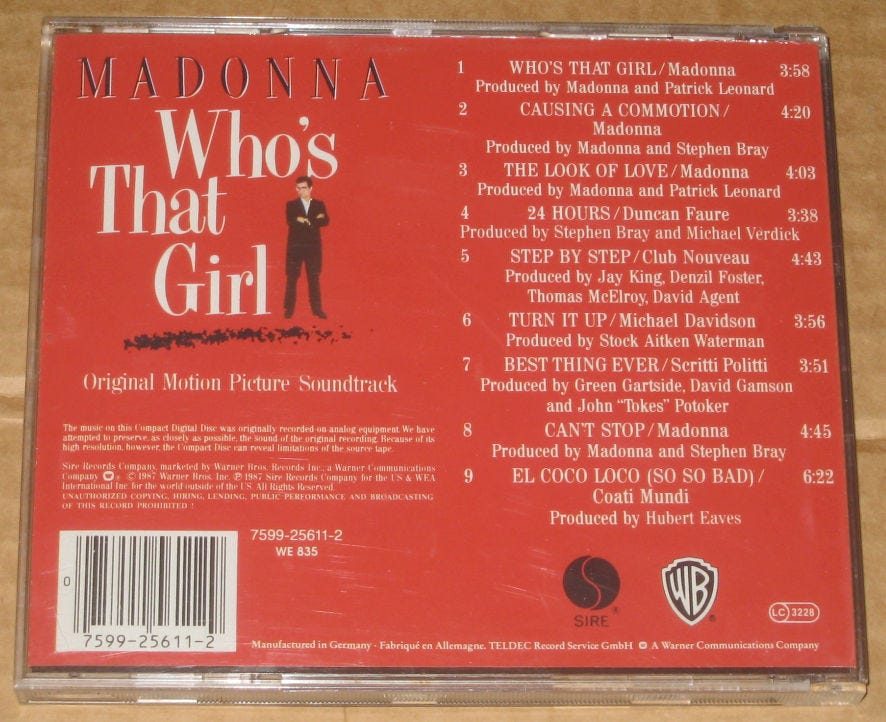 MADONNA
Who's
That
Girl
Original Motion Picture Soundtrack
The music on this Compact Digital Disc was originally recorded on analog equipment. We have
attempted to preserve, as closely as possible, the sound of the original recording. Because of its
high resolution, however, the Compact Disc can reveal limitations of the source tape.
Sire Records Company, marketed by Warner Bros. Records Inc., a Warner Communications
Company. © 1987 Warner Bros. Inc. ℗ 1987 Sire Records Company for the US & WEA
International Inc. for the world outside of the US. All Rights Reserved.
UNAUTHORIZED COPYING, HIRING, LENDING, PUBLIC PERFORMANCE AND BROADCASTING
OF THIS RECORD PROHIBITED !
7599-25611-2
WE 835
0
7599-25611-2
1 WHO'S THAT GIRL/Madonna 3:58
Produced by Madonna and Patrick Leonard
2 CAUSING A COMMOTION/ 4:20
Madonna
Produced by Madonna and Stephen Bray
3 THE LOOK OF LOVE/Madonna 4:03
Produced by Madonna and Patrick Leonard
4 24 HOURS/Duncan Faure 3:38
Produced by Stephen Bray and Michael Verdick
5 STEP BY STEP/Club Nouveau 4:43
Produced by Jay King, Denzil Foster,
Thomas McElroy, David Agent
6 TURN IT UP/Michael Davidson 3:56
Produced by Stock Aitken Waterman
7 BEST THING EVER/Scritti Politti 3:51
Produced by Green Gartside, David Gamson
and John "Tokes" Potoker
8 CAN'T STOP/Madonna 4:45
Produced by Madonna and Stephen Bray
9 EL COCO LOCO (SO SO BAD)/ 6:22
Coati Mundi
Produced by Hubert Eaves
SIRE ®
WB ®
LC 3228
Manufactured in Germany · Fabriqué en Allemagne. TELDEC Record Service GmbH A Warner Communications Company